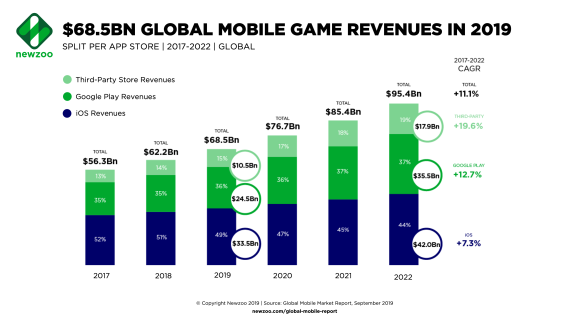 newzoo
$68.5BN GLOBAL MOBILE GAME REVENUES IN 2019
SPLIT PER APP STORE | 2017-2022 | GLOBAL
2017-2022
CAGR
Third-Party Store Revenues
Google Play Revenues
iOS Revenues
TOTAL
$56.3Bn
13%
35%
52%
2017
TOTAL
$62.2Bn
14%
35%
51%
2018
TOTAL
$68.5Bn
15%
$10.5Bn
36%
$24.5Bn
49%
$33.5Bn
2019
TOTAL
$76.7Bn
17%
36%
47%
2020
TOTAL
$85.4Bn
18%
37%
45%
2021
TOTAL
$95.4Bn
19%
$17.9Bn
37%
$35.5Bn
44%
$42.0Bn
2022
TOTAL
+11.1%
THIRD-PARTY
+19.6%
GOOGLE PLAY
+12.7%
iOS
+7.3%
© Copyright Newzoo 2019 | Source: Global Mobile Market Report, September 2019
newzoo.com/global-mobile-report